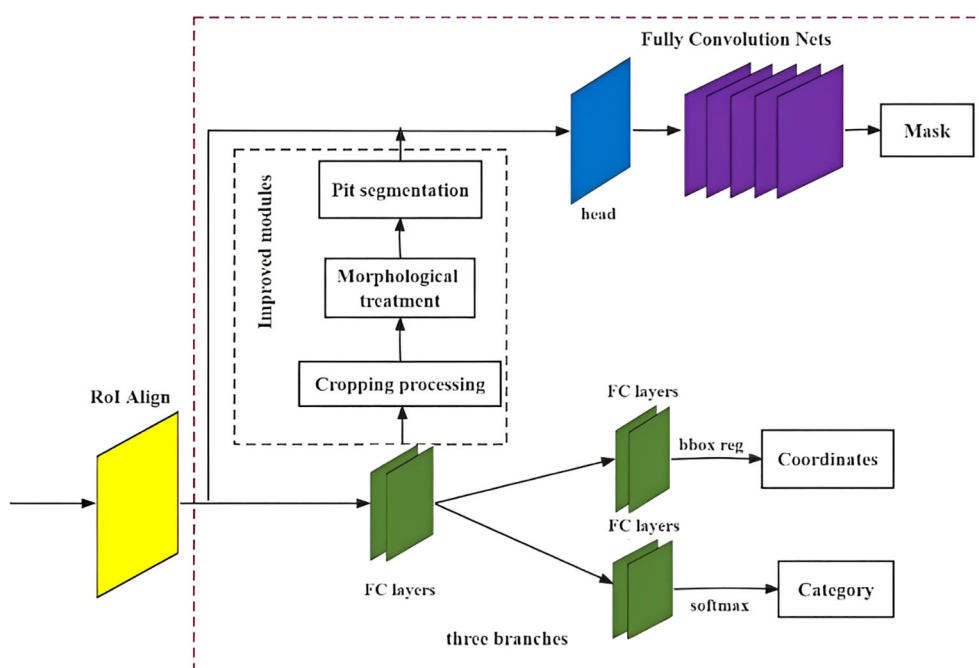 Fully Convolution Nets
Mask
head
Improved modules
Pit segmentation
Morphological
treatment
Cropping processing
RoI Align
FC layers
FC layers
bbox reg
Coordinates
FC layers
softmax
Category
three branches